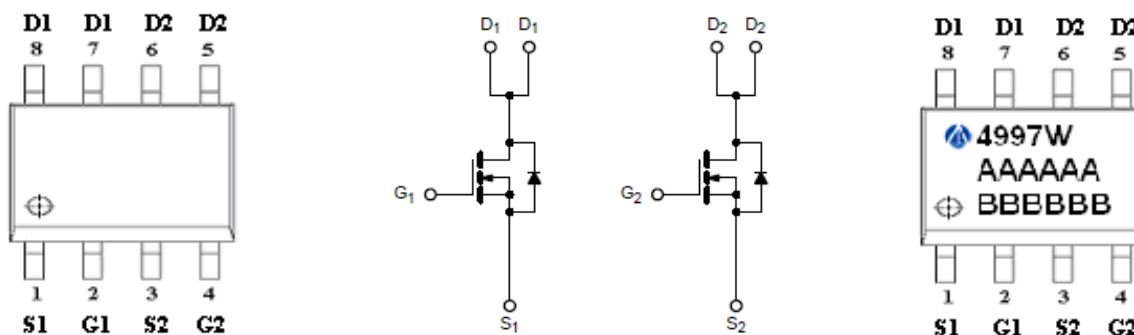 D1 D1 D2 D2
8 7 6 5
1 2 3 4
S1 G1 S2 G2
D1 D1
G1
S1
D2 D2
G2
S2
D1 D1 D2 D2
8 7 6 5
4997W
AAAAAA
BBBBBB
1 2 3 4
S1 G1 S2 G2